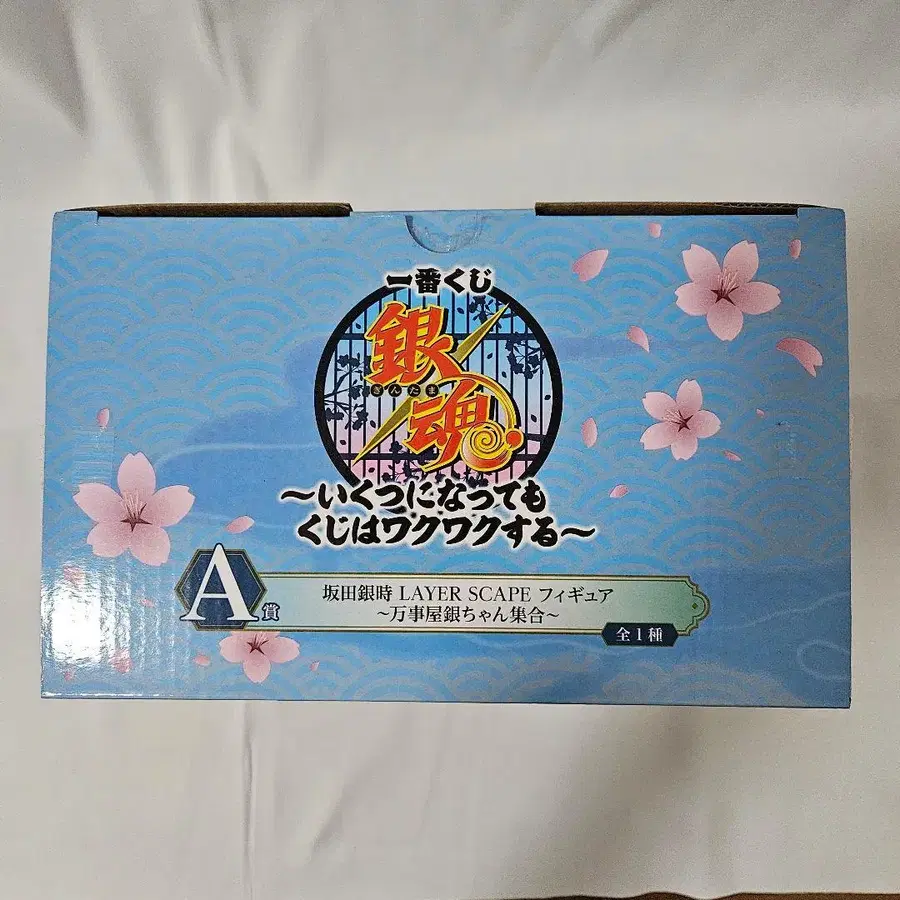 一番くじ
銀魂
ぎんたま
～いくつになっても
くじはワクワクする～
A賞
坂田銀時 LAYER SCAPE フィギュア
～万事屋銀ちゃん集合～
全1種